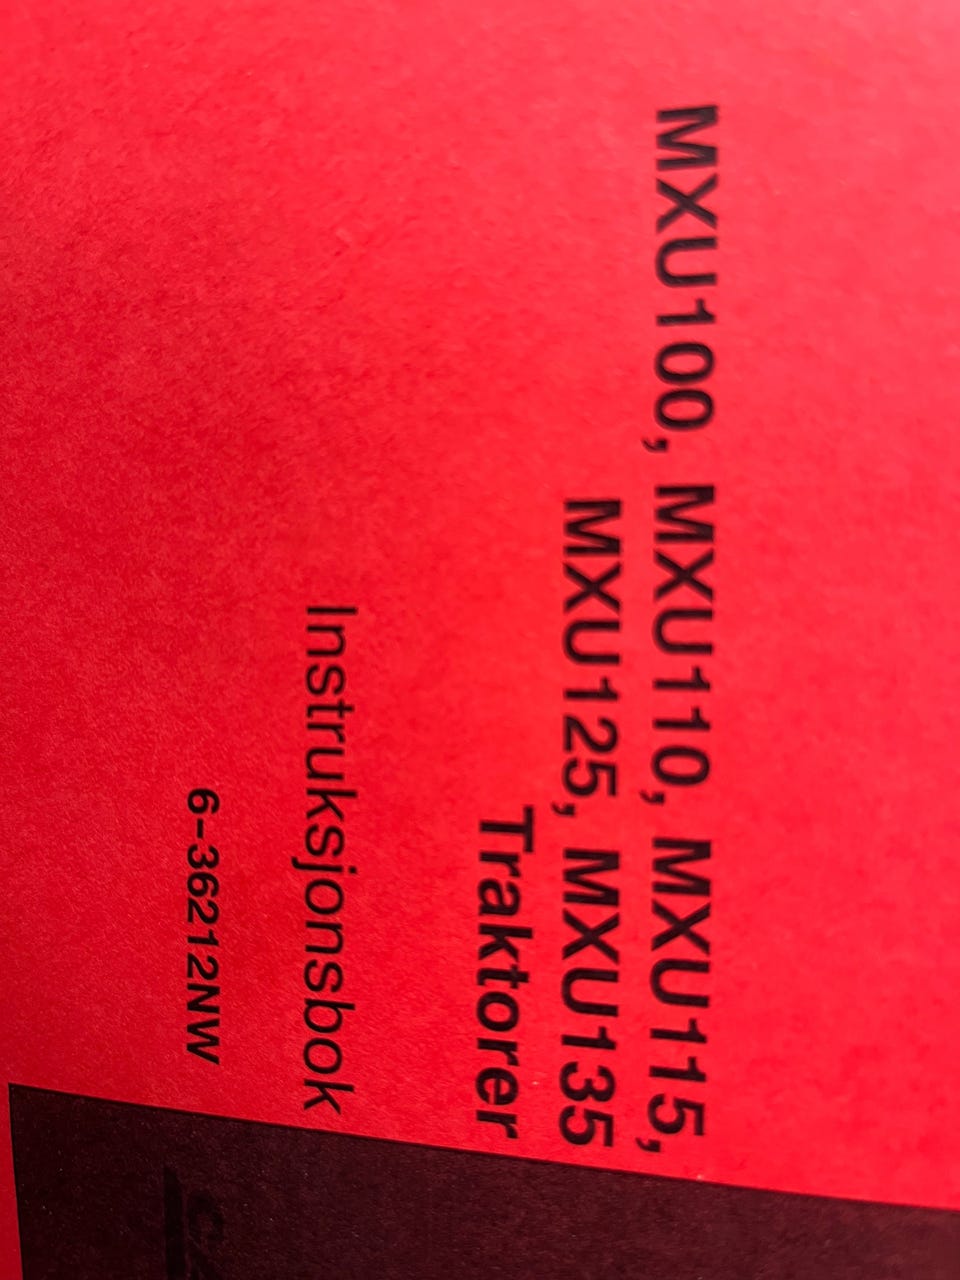 MXU100, MXU110, MXU115,
MXU125, MXU135
Traktorer
Instruksjonsbok
6-36212NW